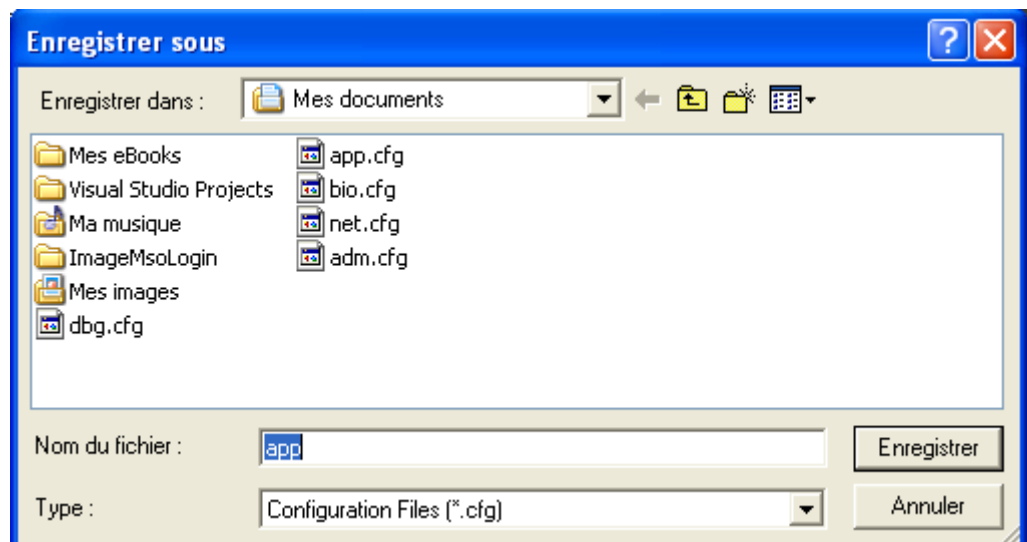 Enregistrer sous
Enregistrer dans :
Mes documents
Mes eBooks
Visual Studio Projects
Ma musique
ImageMsoLogin
Mes images
dbg.cfg
app.cfg
bio.cfg
net.cfg
adm.cfg
Nom du fichier :
app
Enregistrer
Type :
Configuration Files (*.cfg)
Annuler